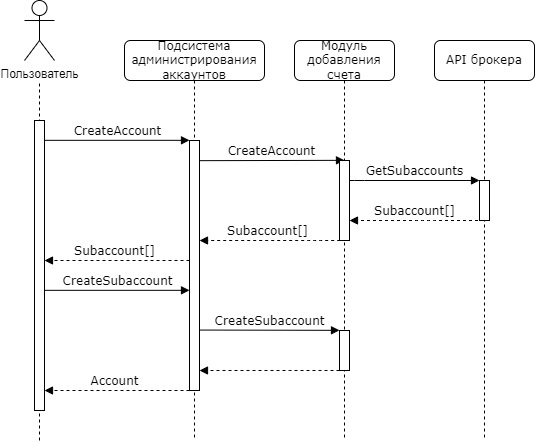 Пользователь
Подсистема
администрирования
аккаунтов
Модуль
добавления
счета
API брокера
CreateAccount
CreateAccount
GetSubaccounts
Subaccount[]
Subaccount[]
Subaccount[]
CreateSubaccount
CreateSubaccount
Account